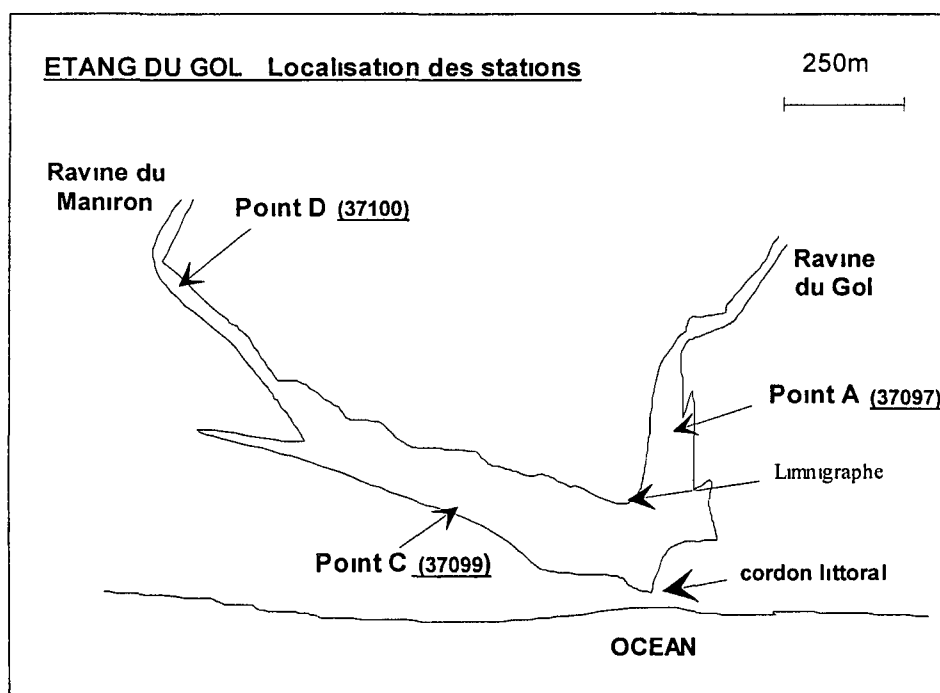 ETANG DU GOL Localisation des stations
250m
Ravine du
Maniron
Point D (37100)
Ravine
du Gol
Point A (37097)
Limnigraphe
Point C (37099)
cordon littoral
OCEAN